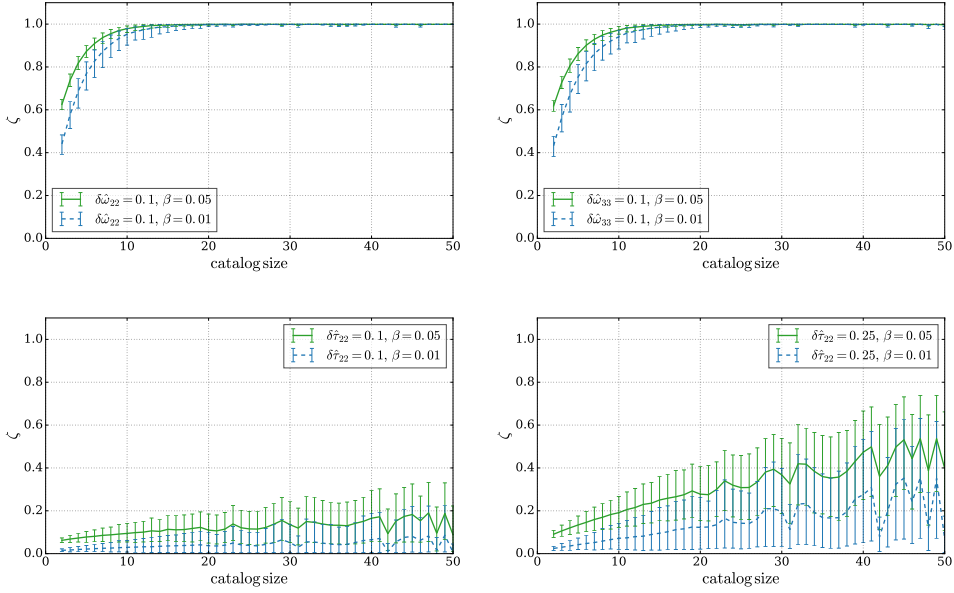 1.0
0.8
0.6
0.4
0.2
0.0
ζ
δω̂₂₂ = 0.1, β = 0.05
δω̂₂₂ = 0.1, β = 0.01
0 10 20 30 40 50
catalog size
1.0
0.8
0.6
0.4
0.2
0.0
ζ
δω̂₃₃ = 0.1, β = 0.05
δω̂₃₃ = 0.1, β = 0.01
0 10 20 30 40 50
catalog size
1.0
0.8
0.6
0.4
0.2
0.0
ζ
δτ̂₂₂ = 0.1, β = 0.05
δτ̂₂₂ = 0.1, β = 0.01
0 10 20 30 40 50
catalog size
1.0
0.8
0.6
0.4
0.2
0.0
ζ
δτ̂₂₂ = 0.25, β = 0.05
δτ̂₂₂ = 0.25, β = 0.01
0 10 20 30 40 50
catalog size